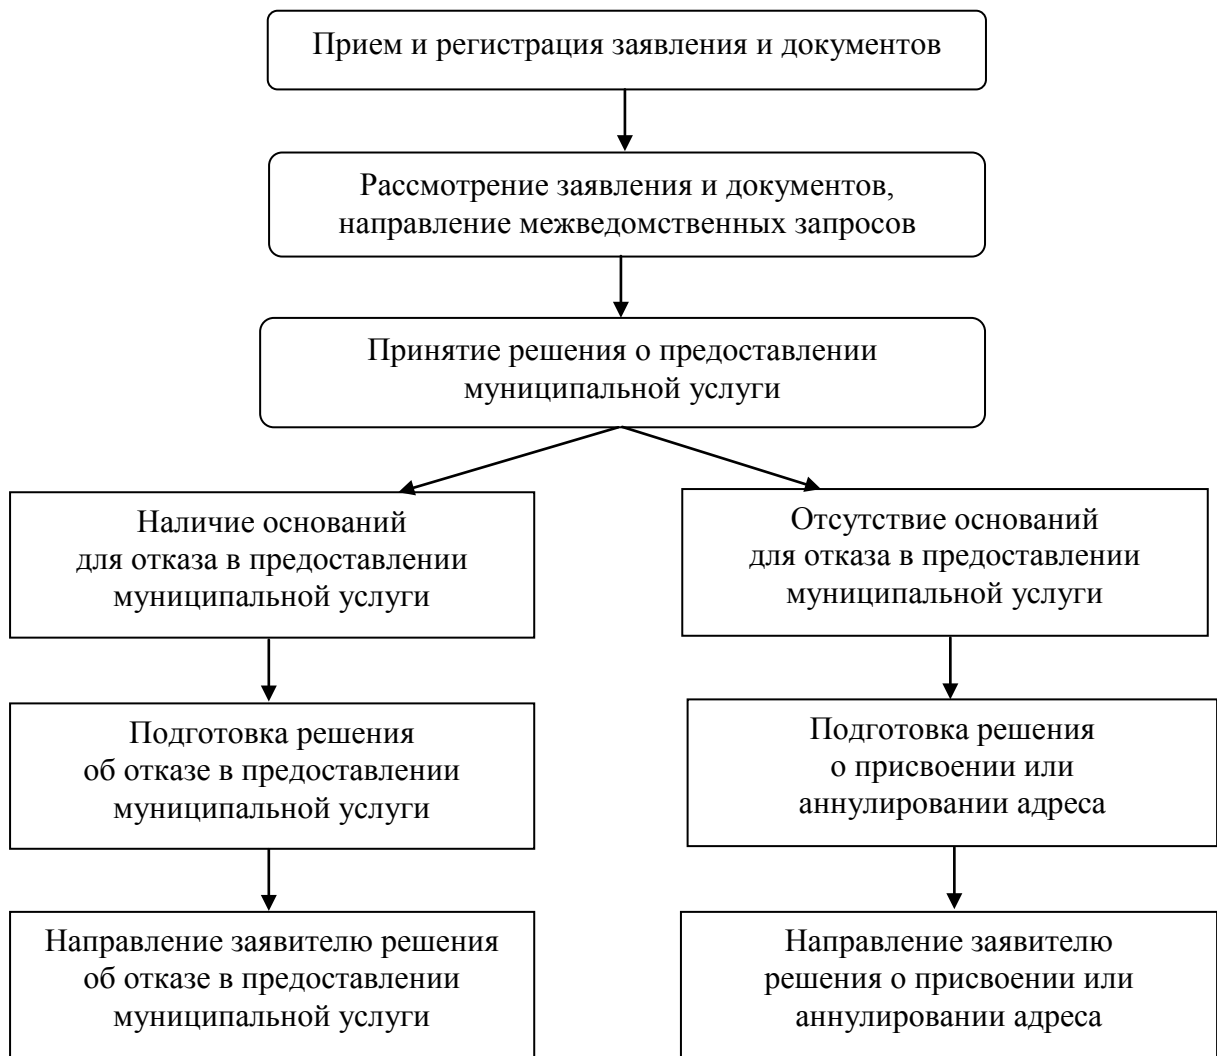 Прием и регистрация заявления и документов
Рассмотрение заявления и документов,
направление межведомственных запросов
Принятие решения о предоставлении
муниципальной услуги
Наличие оснований
для отказа в предоставлении
муниципальной услуги
Отсутствие оснований
для отказа в предоставлении
муниципальной услуги
Подготовка решения
об отказе в предоставлении
муниципальной услуги
Подготовка решения
о присвоении или
аннулировании адреса
Направление заявителю решения
об отказе в предоставлении
муниципальной услуги
Направление заявителю
решения о присвоении или
аннулировании адреса